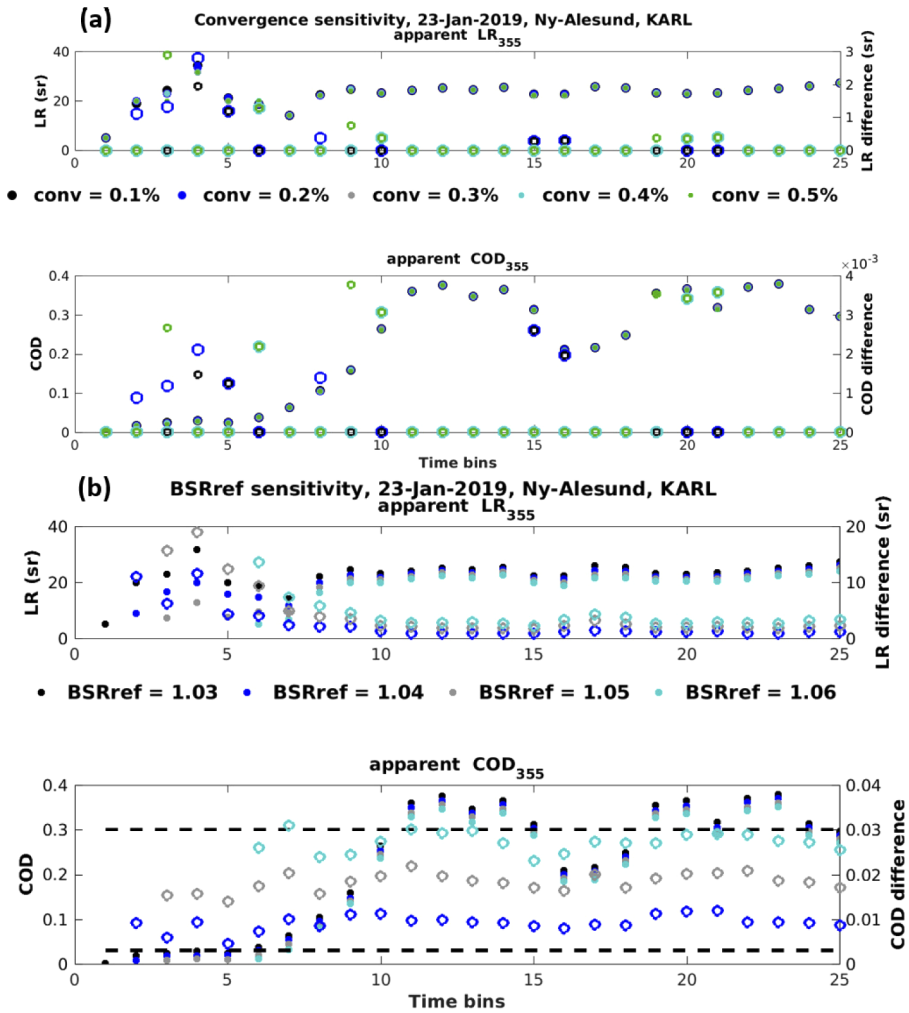 (a)
Convergence sensitivity, 23-Jan-2019, Ny-Alesund, KARL
apparent LR355
40
20
0
LR (sr)
3
2
1
0
LR difference (sr)
0 5 10 15 20 25
conv = 0.1% conv = 0.2% conv = 0.3% conv = 0.4% conv = 0.5%
apparent COD355
×10-3
0.4
0.3
0.2
0.1
0
COD
4
3
2
1
0
COD difference
0 5 10 15 20 25
Time bins
(b)
BSRref sensitivity, 23-Jan-2019, Ny-Alesund, KARL
apparent LR355
40
20
0
LR (sr)
20
10
0
LR difference (sr)
0 5 10 15 20 25
BSRref = 1.03 BSRref = 1.04 BSRref = 1.05 BSRref = 1.06
apparent COD355
0.4
0.3
0.2
0.1
0
COD
0.04
0.03
0.02
0.01
0
COD difference
0 5 10 15 20 25
Time bins